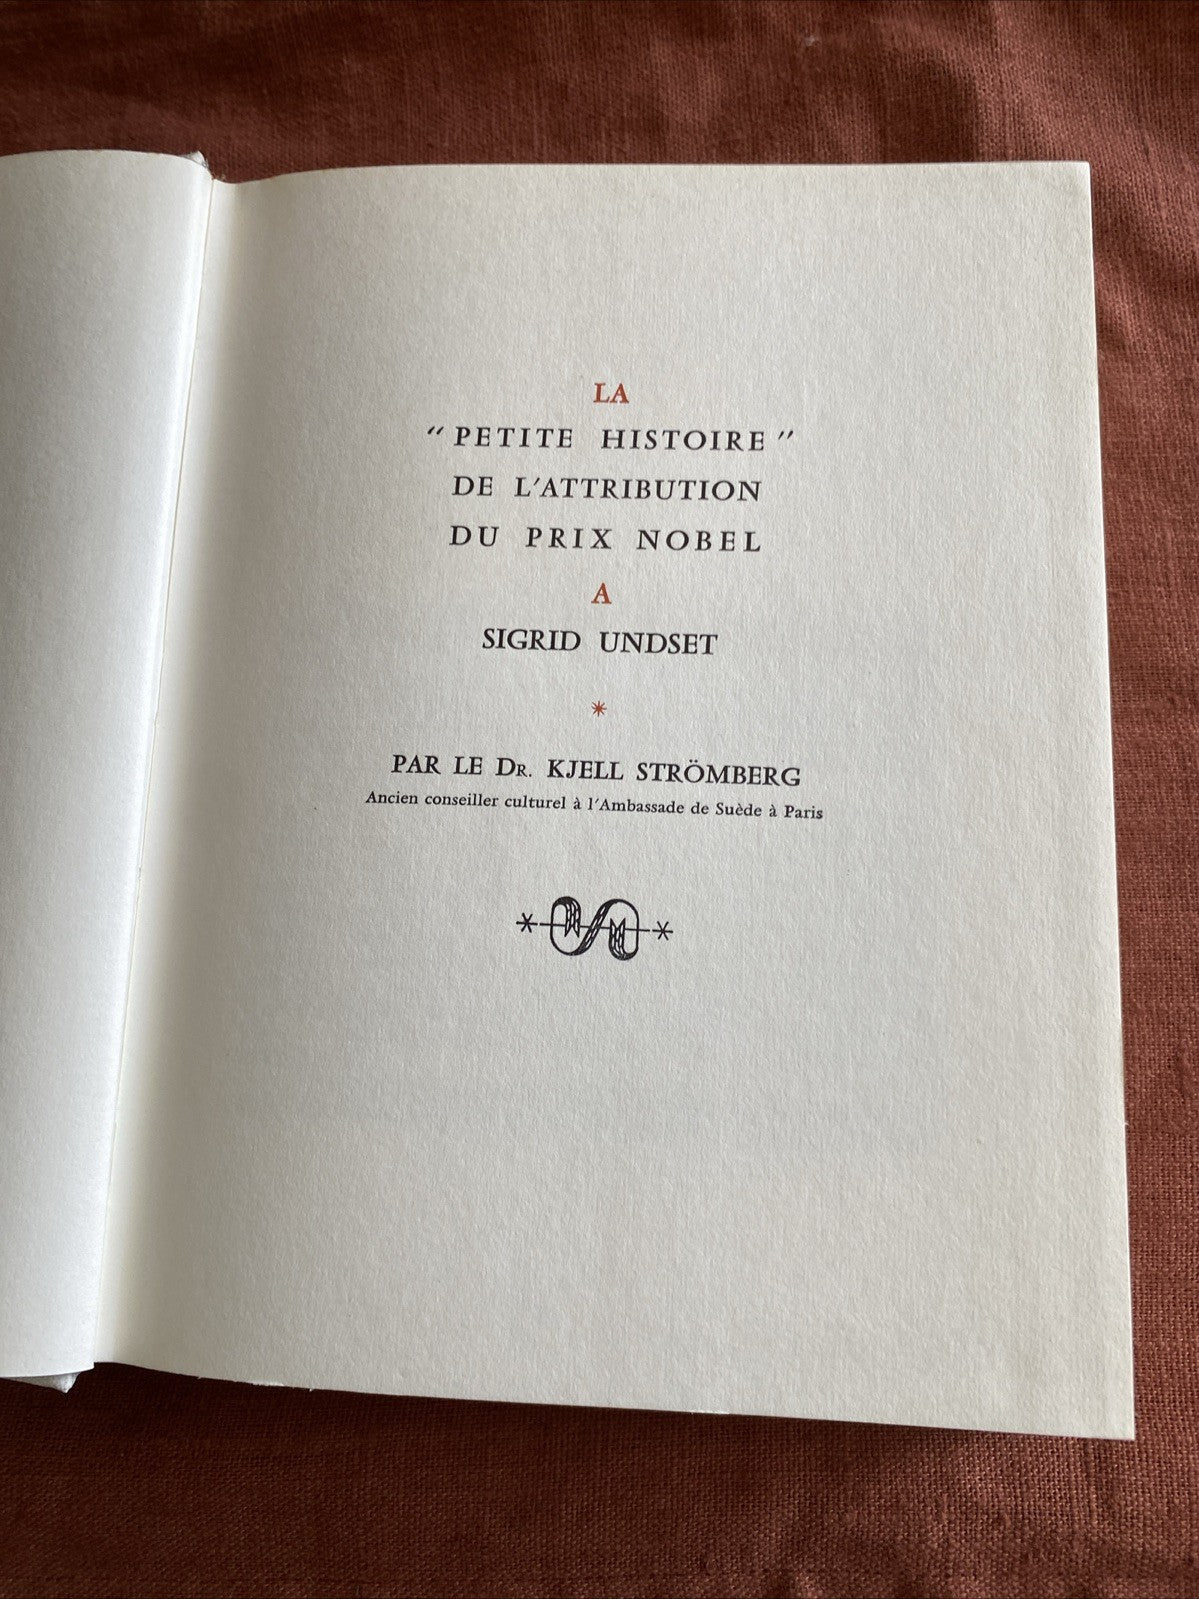 LA
“ PETITE HISTOIRE ”
DE L’ATTRIBUTION
DU PRIX NOBEL
A
SIGRID UNDSET
*
PAR LE DR. KJELL STRÖMBERG
Ancien conseiller culturel à l’Ambassade de Suède à Paris